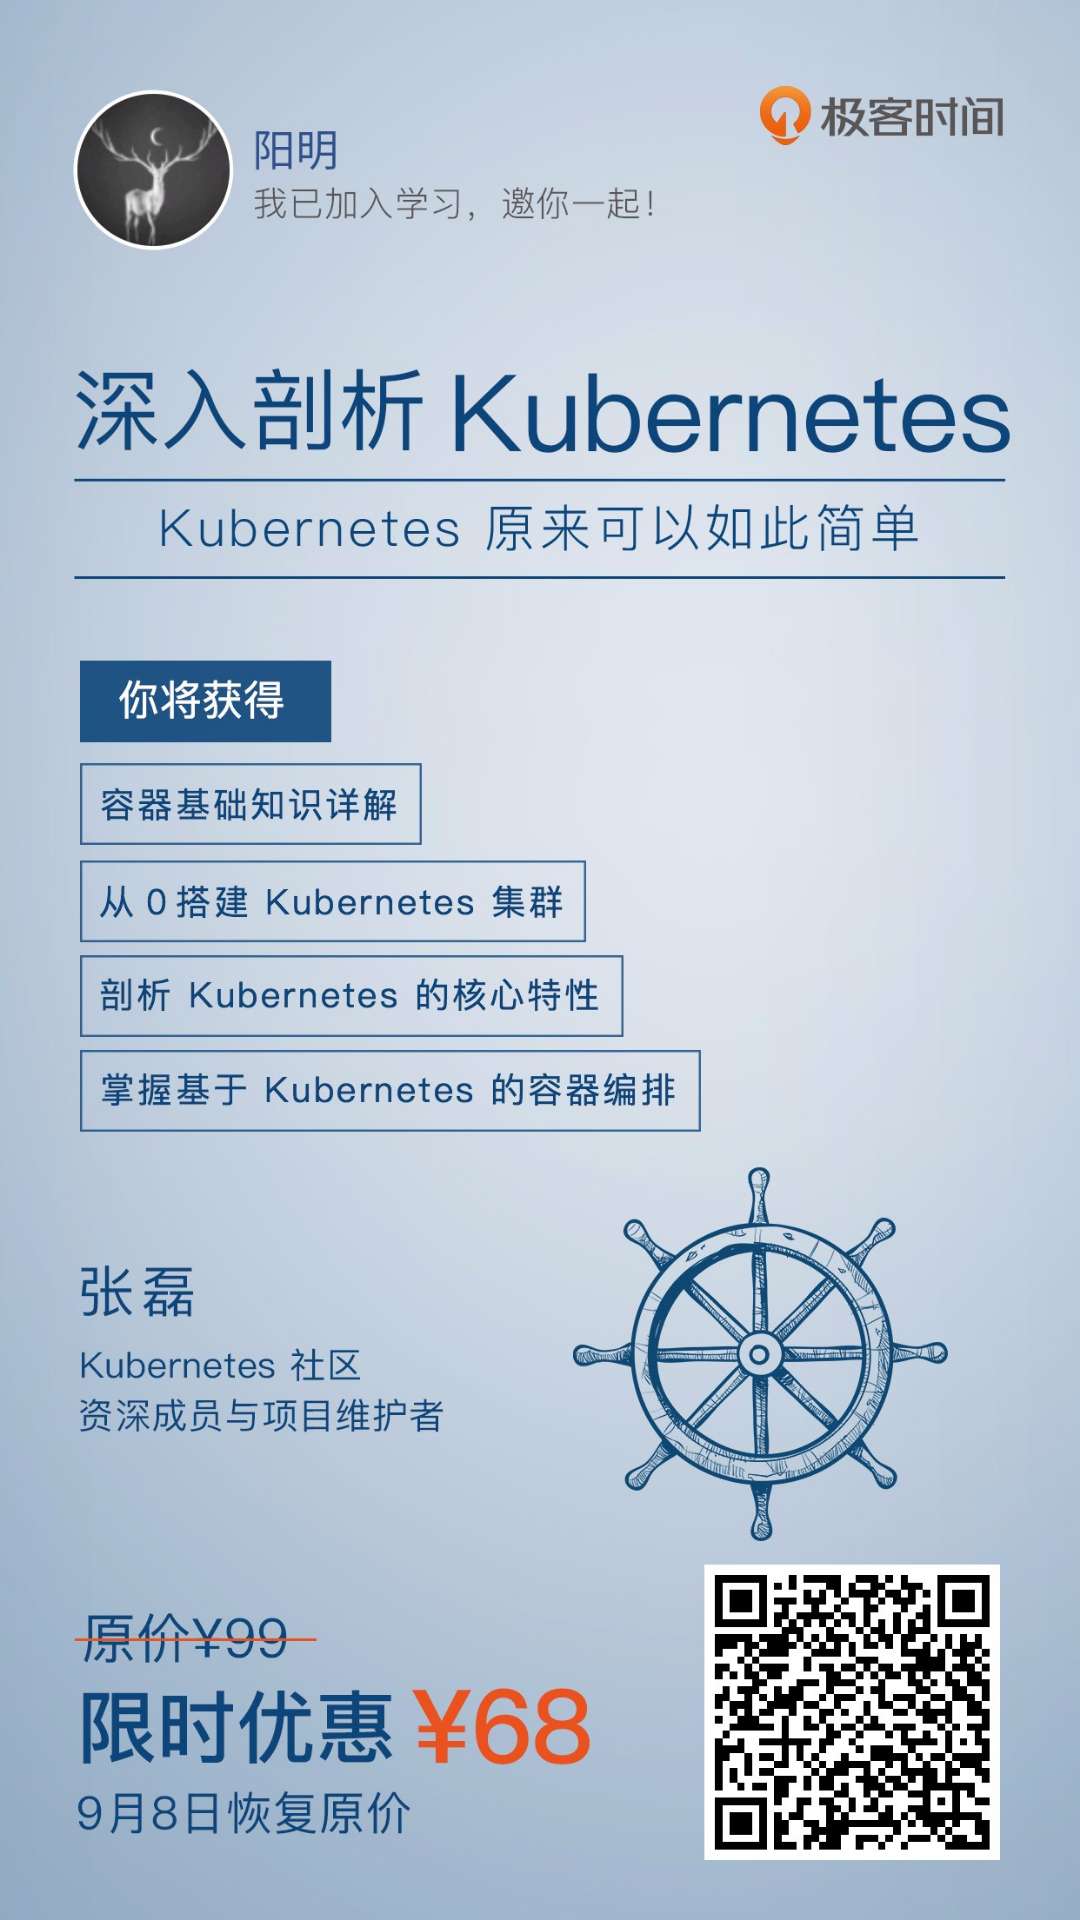 极客时间
阳明
我已加入学习，邀你一起！
深入剖析 Kubernetes
Kubernetes 原来可以如此简单
你将获得
容器基础知识详解
从 0 搭建 Kubernetes 集群
剖析 Kubernetes 的核心特性
掌握基于 Kubernetes 的容器编排
张磊
Kubernetes 社区
资深成员与项目维护者
原价¥99
限时优惠 ¥68
9月8日恢复原价